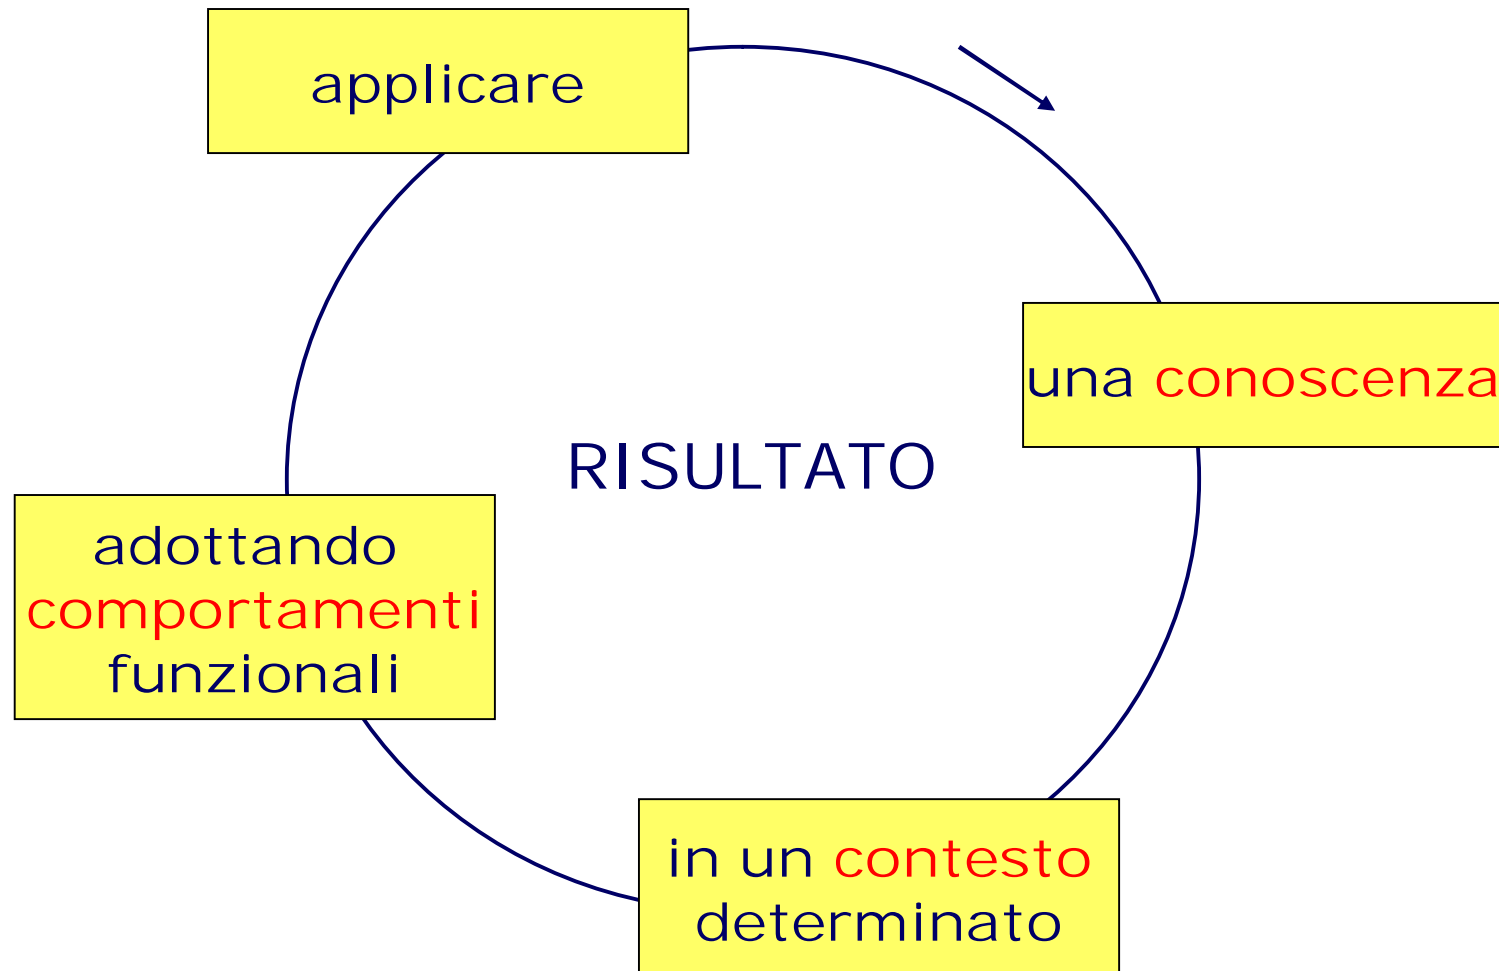 applicare
una conoscenza
RISULTATO
adottando
comportamenti
funzionali
in un contesto
determinato